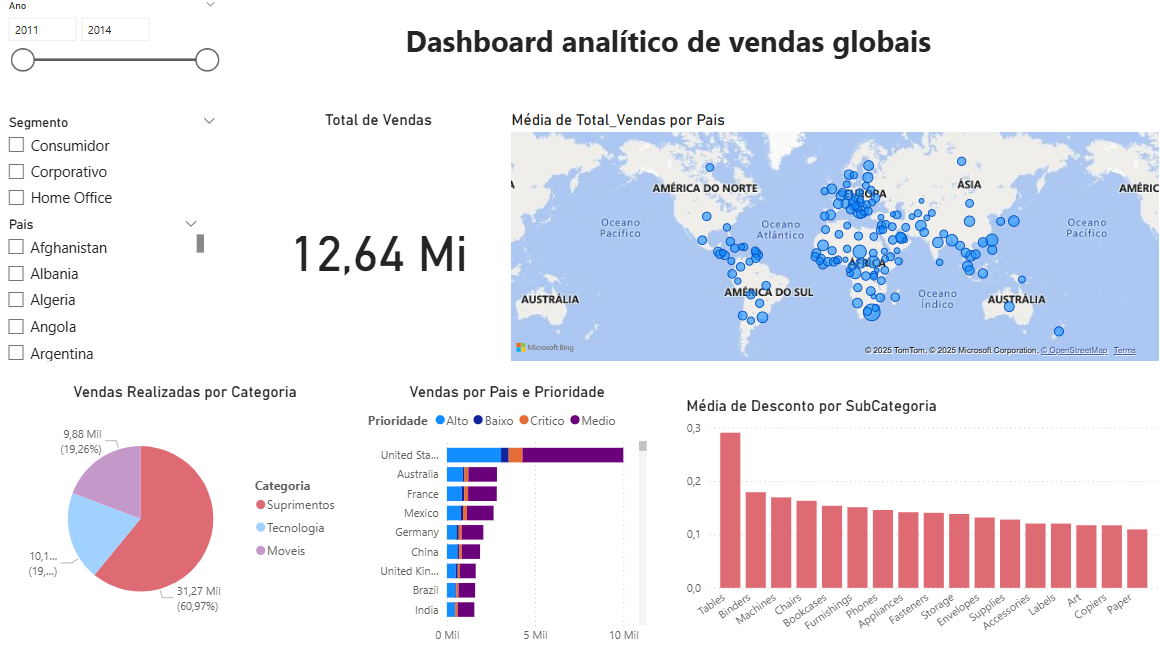 Ano
2011 2014
Dashboard analítico de vendas globais
Segmento
Consumidor
Corporativo
Home Office
Pais
Afghanistan
Albania
Algeria
Angola
Argentina
Total de Vendas
12,64 Mi
Média de Total_Vendas por Pais
AMÉRICA DO NORTE
EUROPA
ÁSIA
AMÉRIC
Oceano
Pacífico
Oceano
Atlântico
Oceano
Pacífico
ÁFRICA
AMÉRICA DO SUL
Oceano
Índico
AUSTRÁLIA
AUSTRÁLIA
Microsoft Bing
© 2025 TomTom, © 2025 Microsoft Corporation, © OpenStreetMap Terms
Vendas Realizadas por Categoria
9,88 Mil
(19,26%)
10,1...
(19,...)
31,27 Mil
(60,97%)
Categoria
Suprimentos
Tecnologia
Moveis
Vendas por Pais e Prioridade
Prioridade Alto Baixo Critico Medio
United Sta...
Australia
France
Mexico
Germany
China
United Kin...
Brazil
India
0 Mil 5 Mil 10 Mil
Média de Desconto por SubCategoria
0,3
0,2
0,1
0,0
Tables Binders Machines Chairs Bookcases Furnishings Phones Appliances Fasteners Storage Envelopes Supplies Accessories Labels Art Copiers Paper